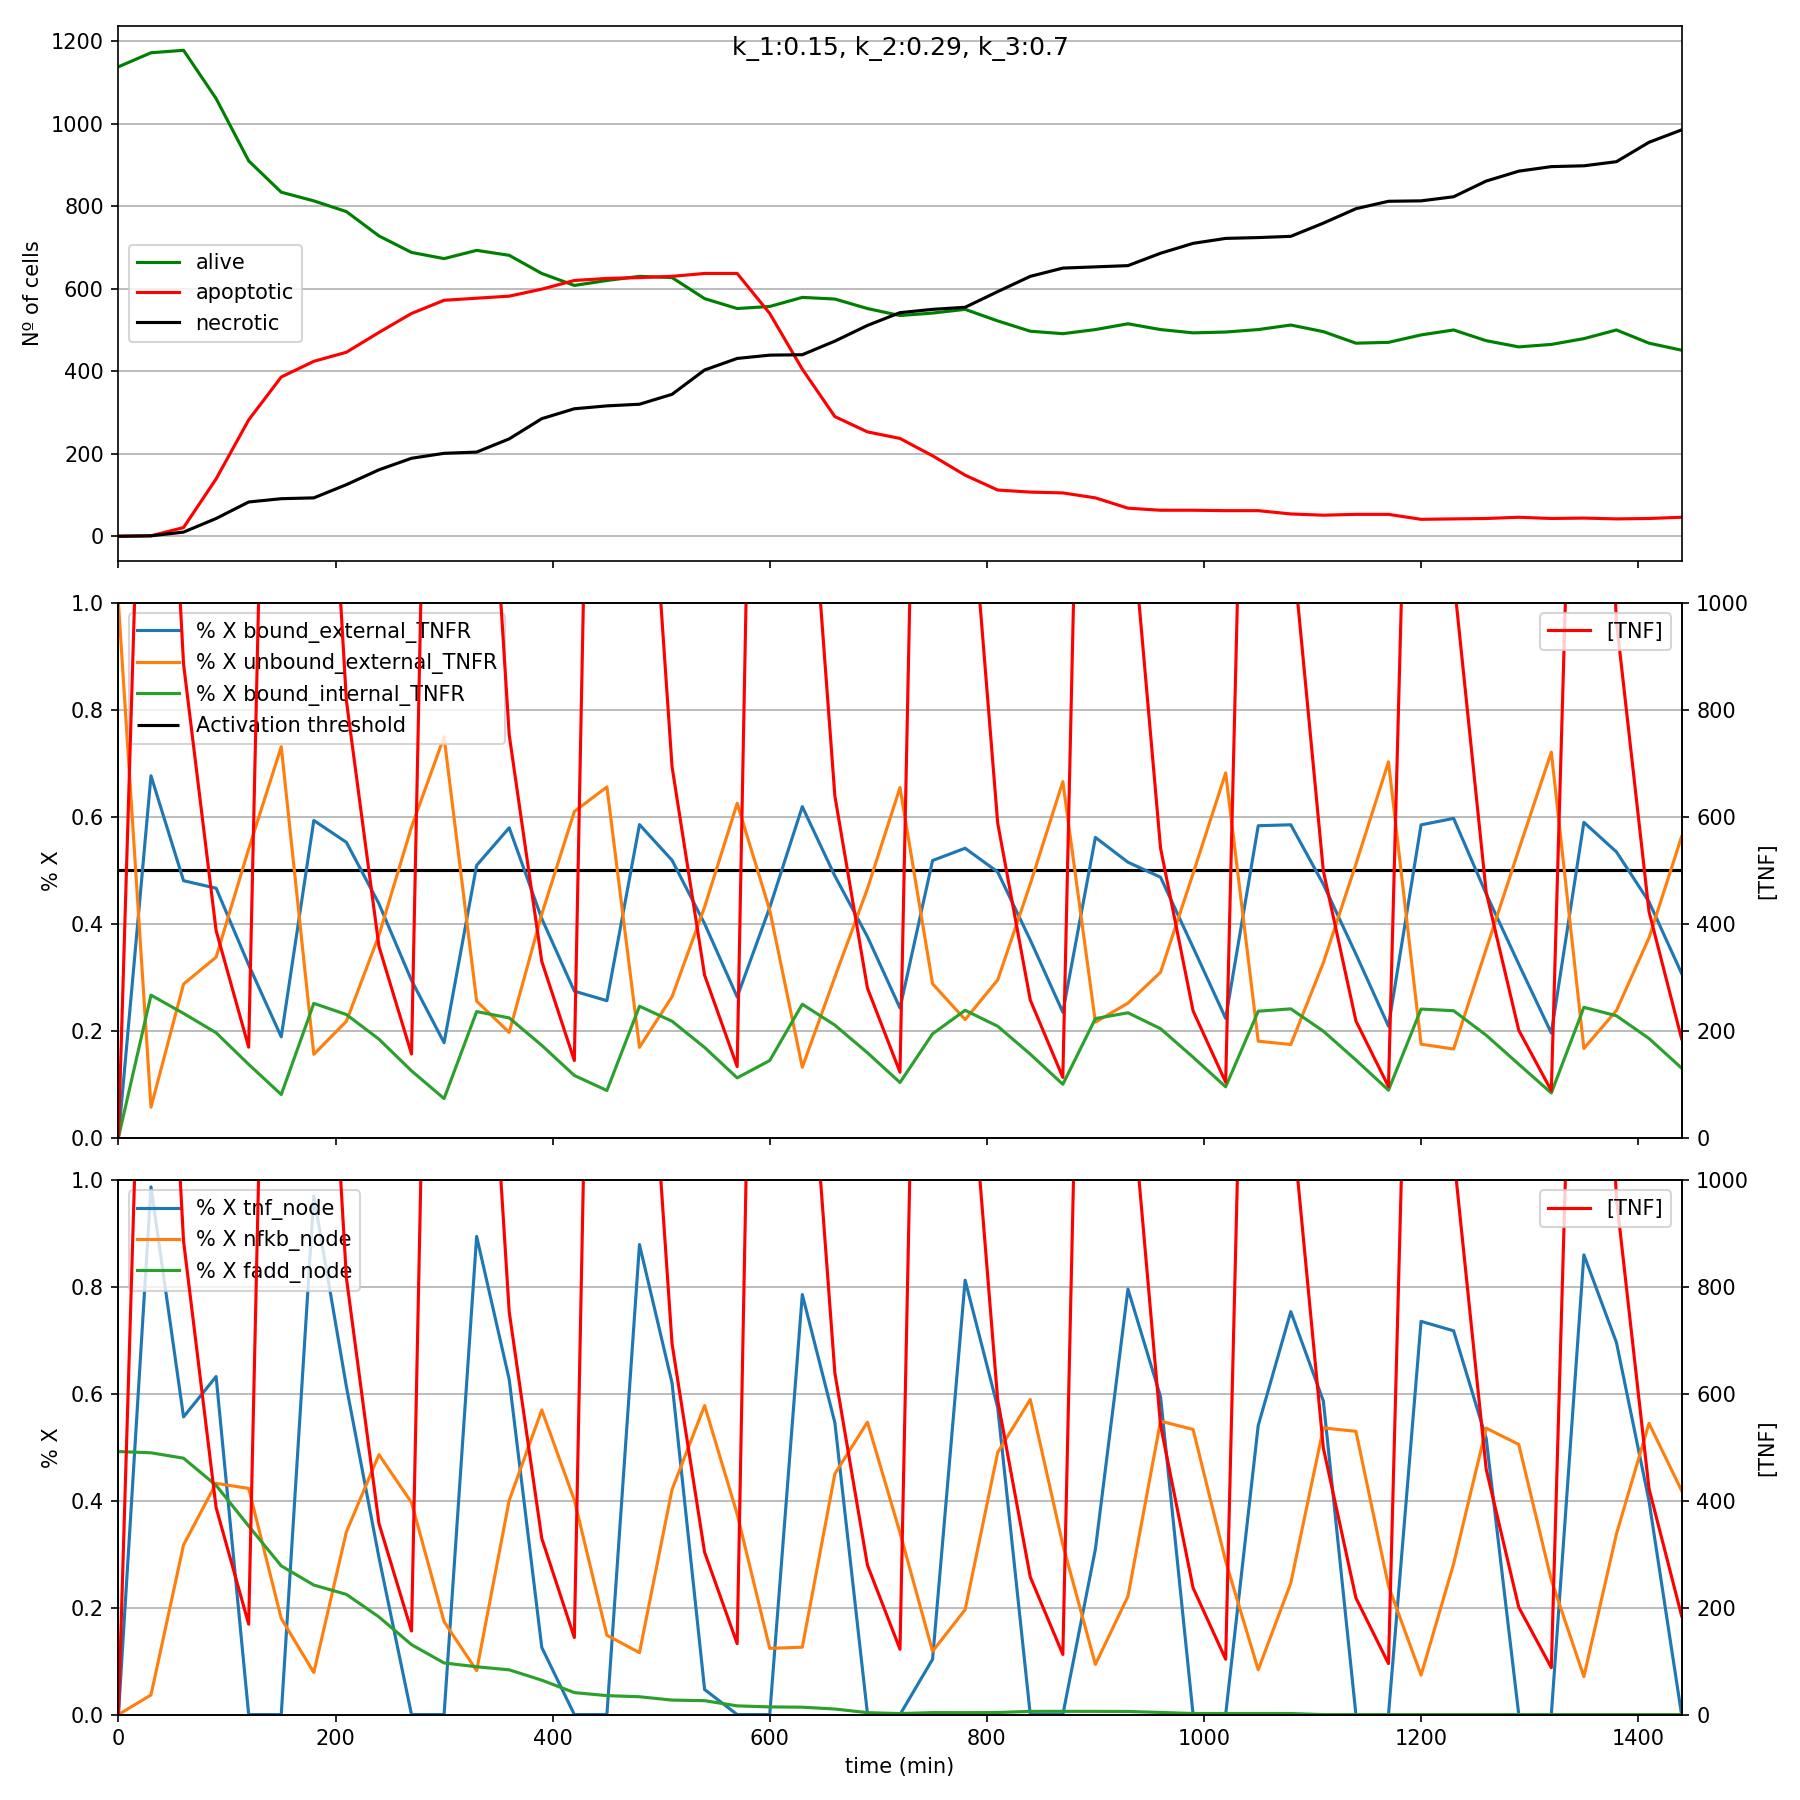 k_1:0.15, k_2:0.29, k_3:0.7
1200
1000
800
600
400
200
0
Nº of cells
alive
apoptotic
necrotic
1.0
0.8
0.6
0.4
0.2
0.0
% X
% X bound_external_TNFR
% X unbound_external_TNFR
% X bound_internal_TNFR
Activation threshold
[TNF]
1000
800
600
400
200
0
[TNF]
1.0
0.8
0.6
0.4
0.2
0.0
% X
% X tnf_node
% X nfkb_node
% X fadd_node
[TNF]
1000
800
600
400
200
0
[TNF]
0 200 400 600 800 1000 1200 1400
time (min)